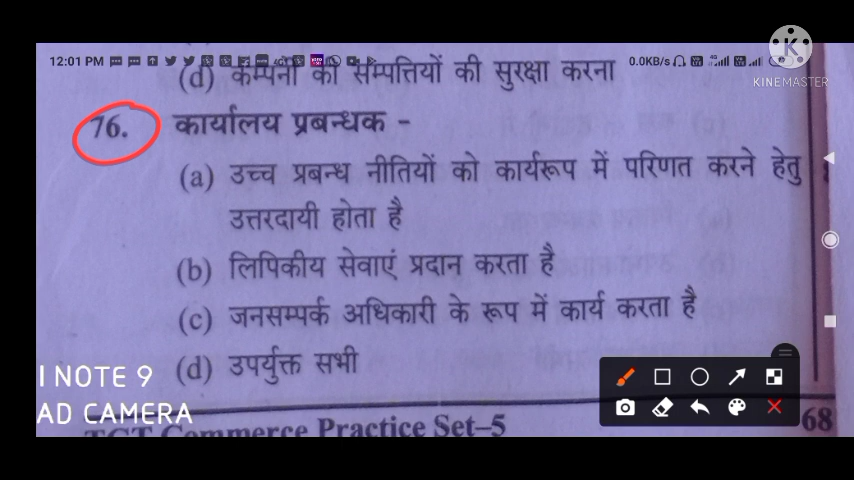 12:01 PM
0.0KB/s
KINEMASTER
(d) कम्पनी की सम्पत्तियों की सुरक्षा करना
76. कार्यालय प्रबन्धक -
(a) उच्च प्रबन्ध नीतियों को कार्यरूप में परिणत करने हेतु
उत्तरदायी होता है
(b) लिपिकीय सेवाएं प्रदान करता है
(c) जनसम्पर्क अधिकारी के रूप में कार्य करता है
(d) उपर्युक्त सभी
I NOTE 9
AD CAMERA
TGT Commerce Practice Set–5
68